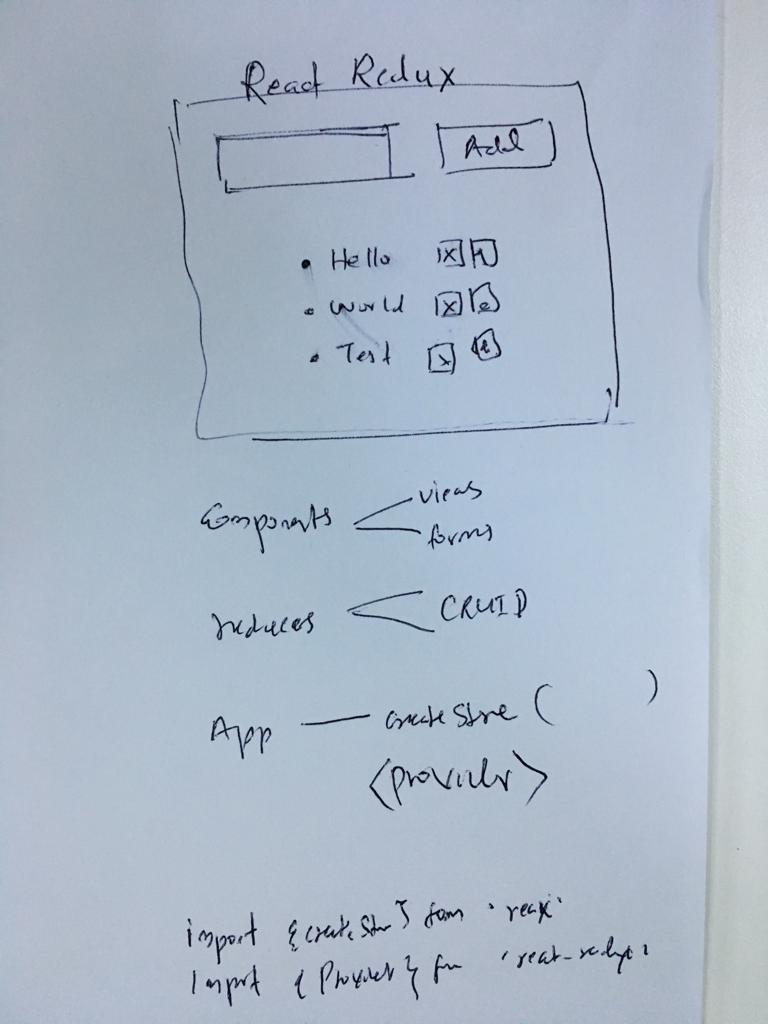 React Redux
Add
• Hello x
• World x e
• Test x e
Components views
forms
reducers CRUD
App — createStore ( )
<Provider>
import {createStore} from 'redux'
import {Provider} from 'react-redux'